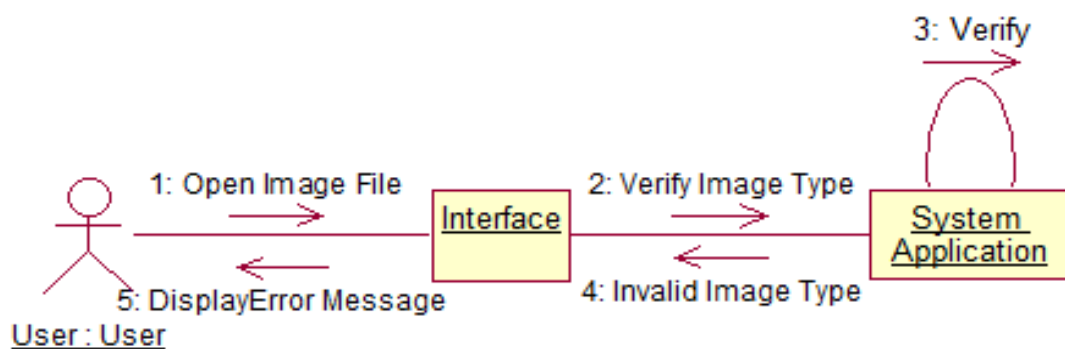 3: Verify
1: Open Image File
2: Verify Image Type
Interface
System
Application
5: DisplayError Message
4: Invalid Image Type
User : User